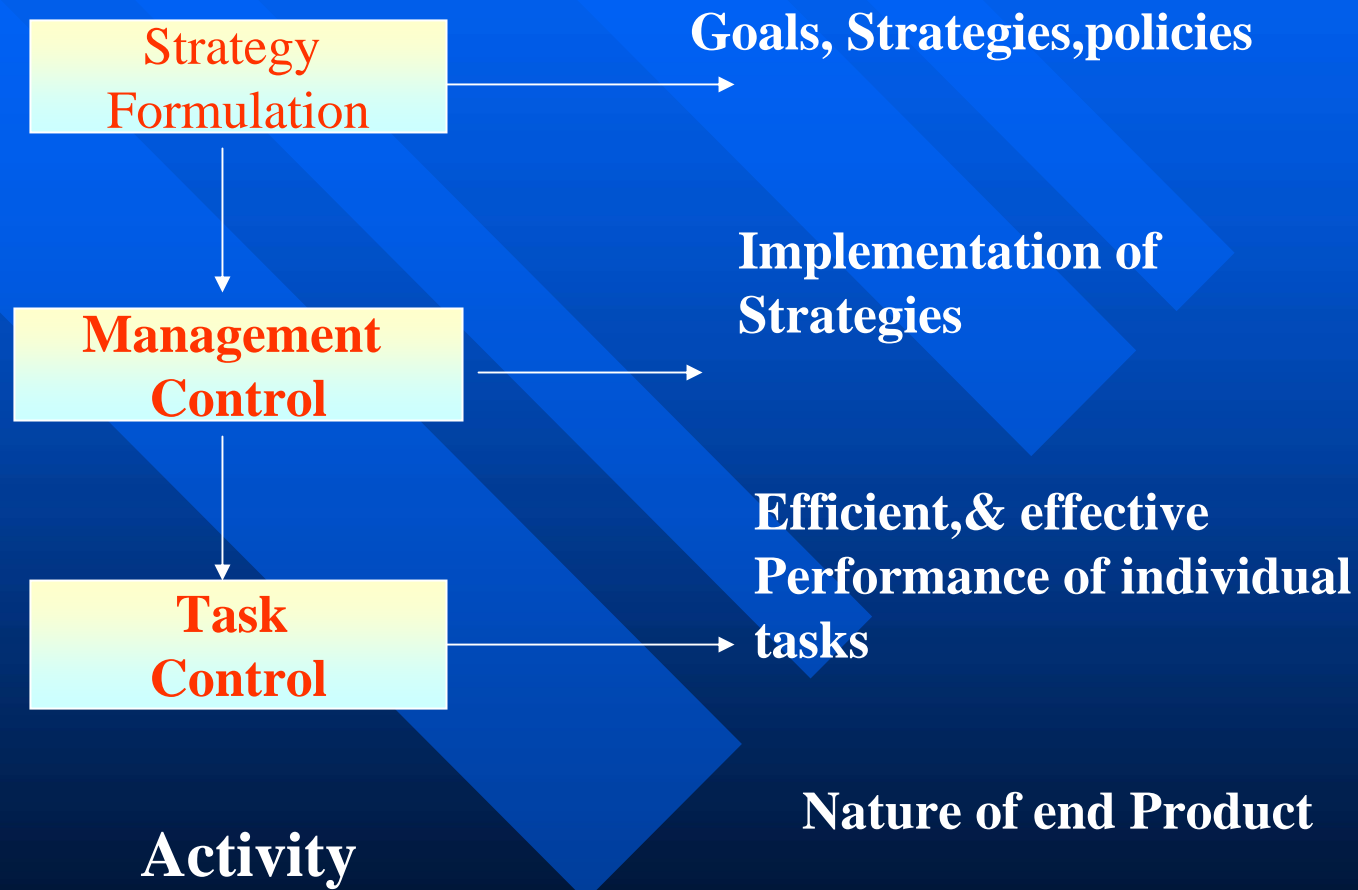 Strategy
Formulation
Goals, Strategies,policies
Management
Control
Implementation of
Strategies
Task
Control
Efficient,& effective
Performance of individual
tasks
Activity
Nature of end Product